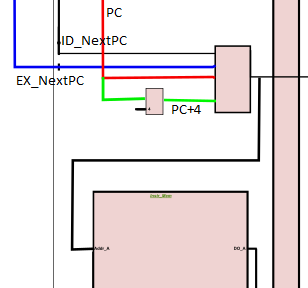 PC
ID_NextPC
EX_NextPC
PC+4
Addr_A
DO_A